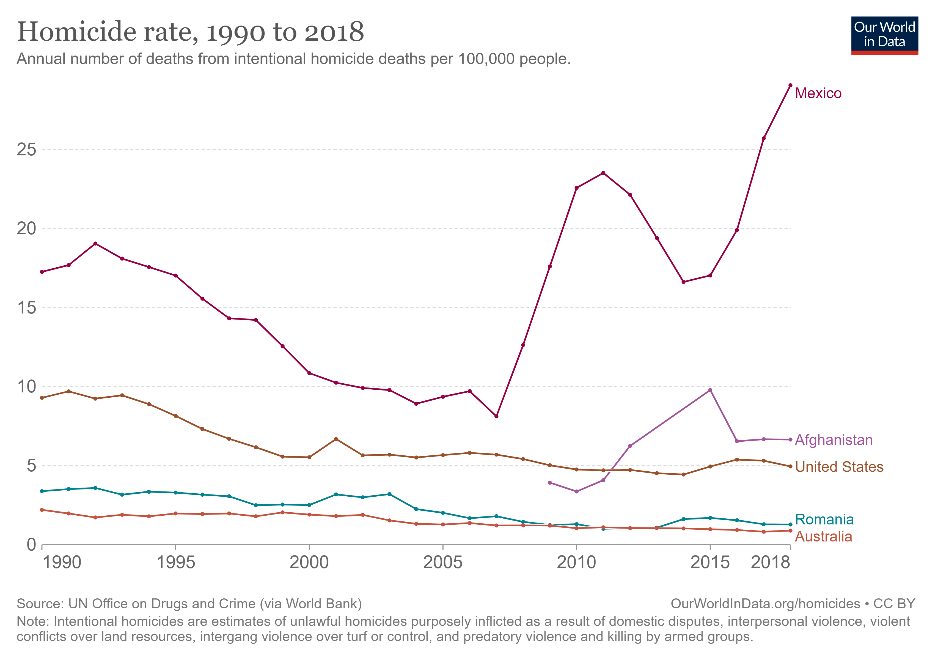 Homicide rate, 1990 to 2018
Annual number of deaths from intentional homicide deaths per 100,000 people.
Our World
in Data
Mexico
25
20
15
10
Afghanistan
5
United States
Romania
Australia
0
1990 1995 2000 2005 2010 2015 2018
Source: UN Office on Drugs and Crime (via World Bank)
OurWorldInData.org/homicides • CC BY
Note: Intentional homicides are estimates of unlawful homicides purposely inflicted as a result of domestic disputes, interpersonal violence, violent
conflicts over land resources, intergang violence over turf or control, and predatory violence and killing by armed groups.